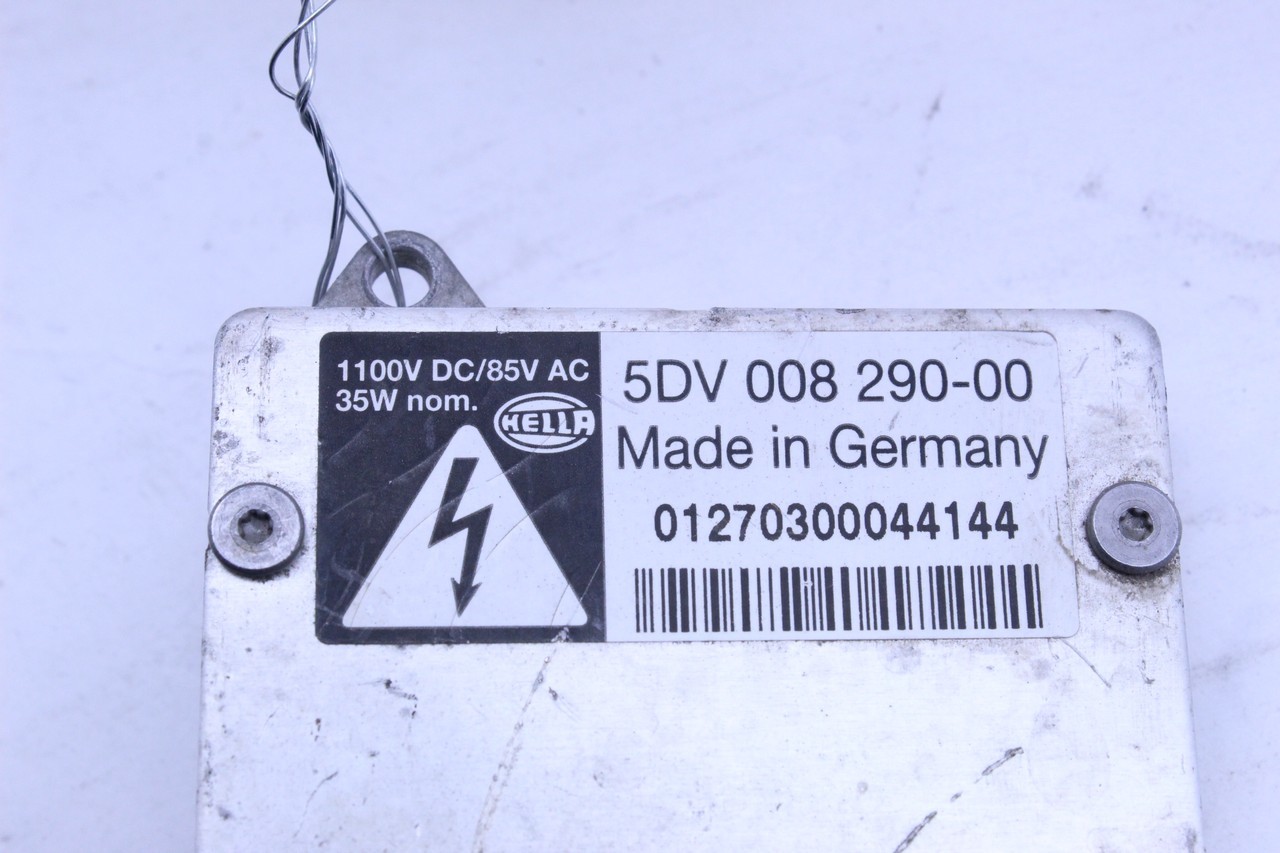 1100V DC/85V AC
35W nom.
HELLA
5DV 008 290-00
Made in Germany
01270300044144